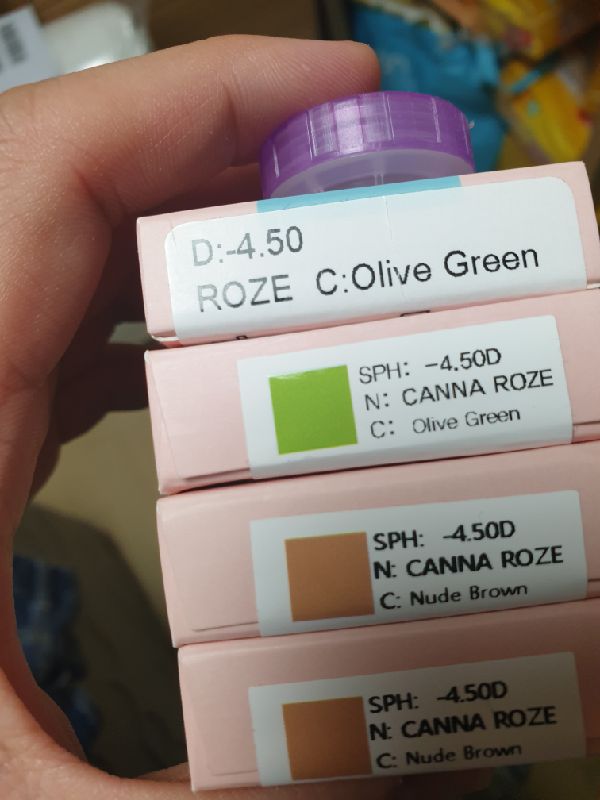 D:-4.50
ROZE C:Olive Green
SPH: -4.50D
N: CANNA ROZE
C: Olive Green
SPH: -4.50D
N: CANNA ROZE
C: Nude Brown
SPH: -4.50D
N: CANNA ROZE
C: Nude Brown